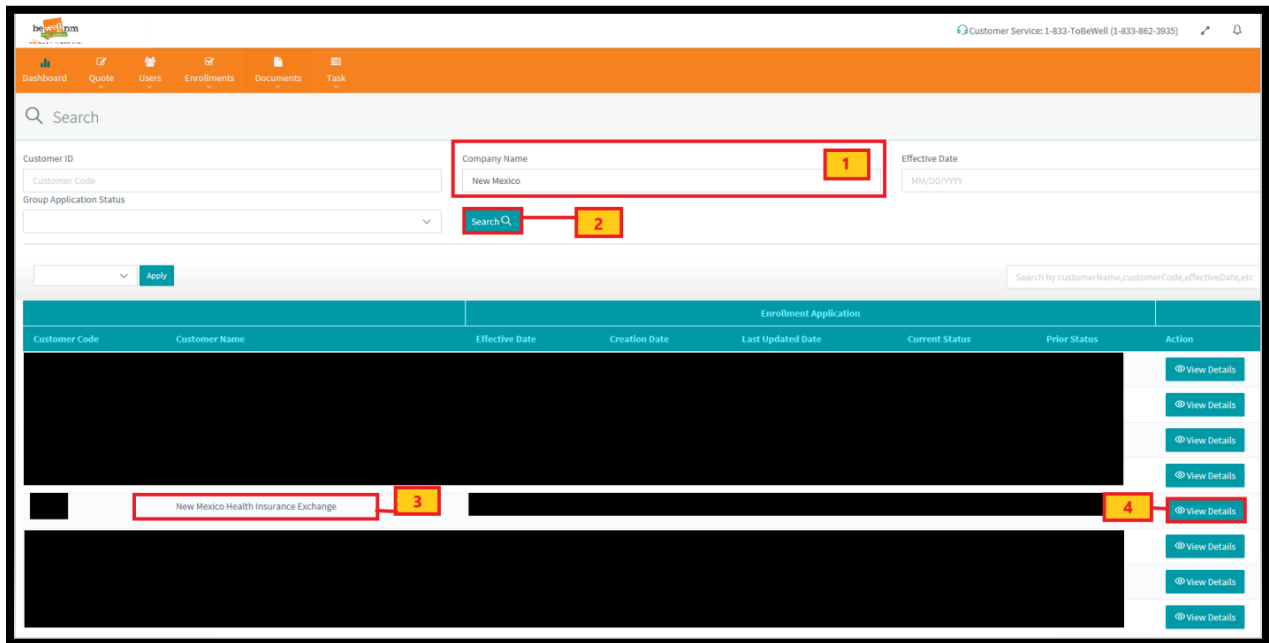 be well nm
Customer Service: 1-833-ToBeWell (1-833-862-3935)
Dashboard Quote Users Enrollments Documents Task
Search
Customer ID
Company Name
1
Effective Date
Customer Code
New Mexico
MM/DD/YYYY
Group Application Status
Search
2
Apply
Search by customerName,customerCode,effectiveDate,etc
Enrollment Application
Customer Code Customer Name Effective Date Creation Date Last Updated Date Current Status Prior Status Action
View Details
View Details
View Details
View Details
New Mexico Health Insurance Exchange 3 4 View Details
View Details
View Details
View Details